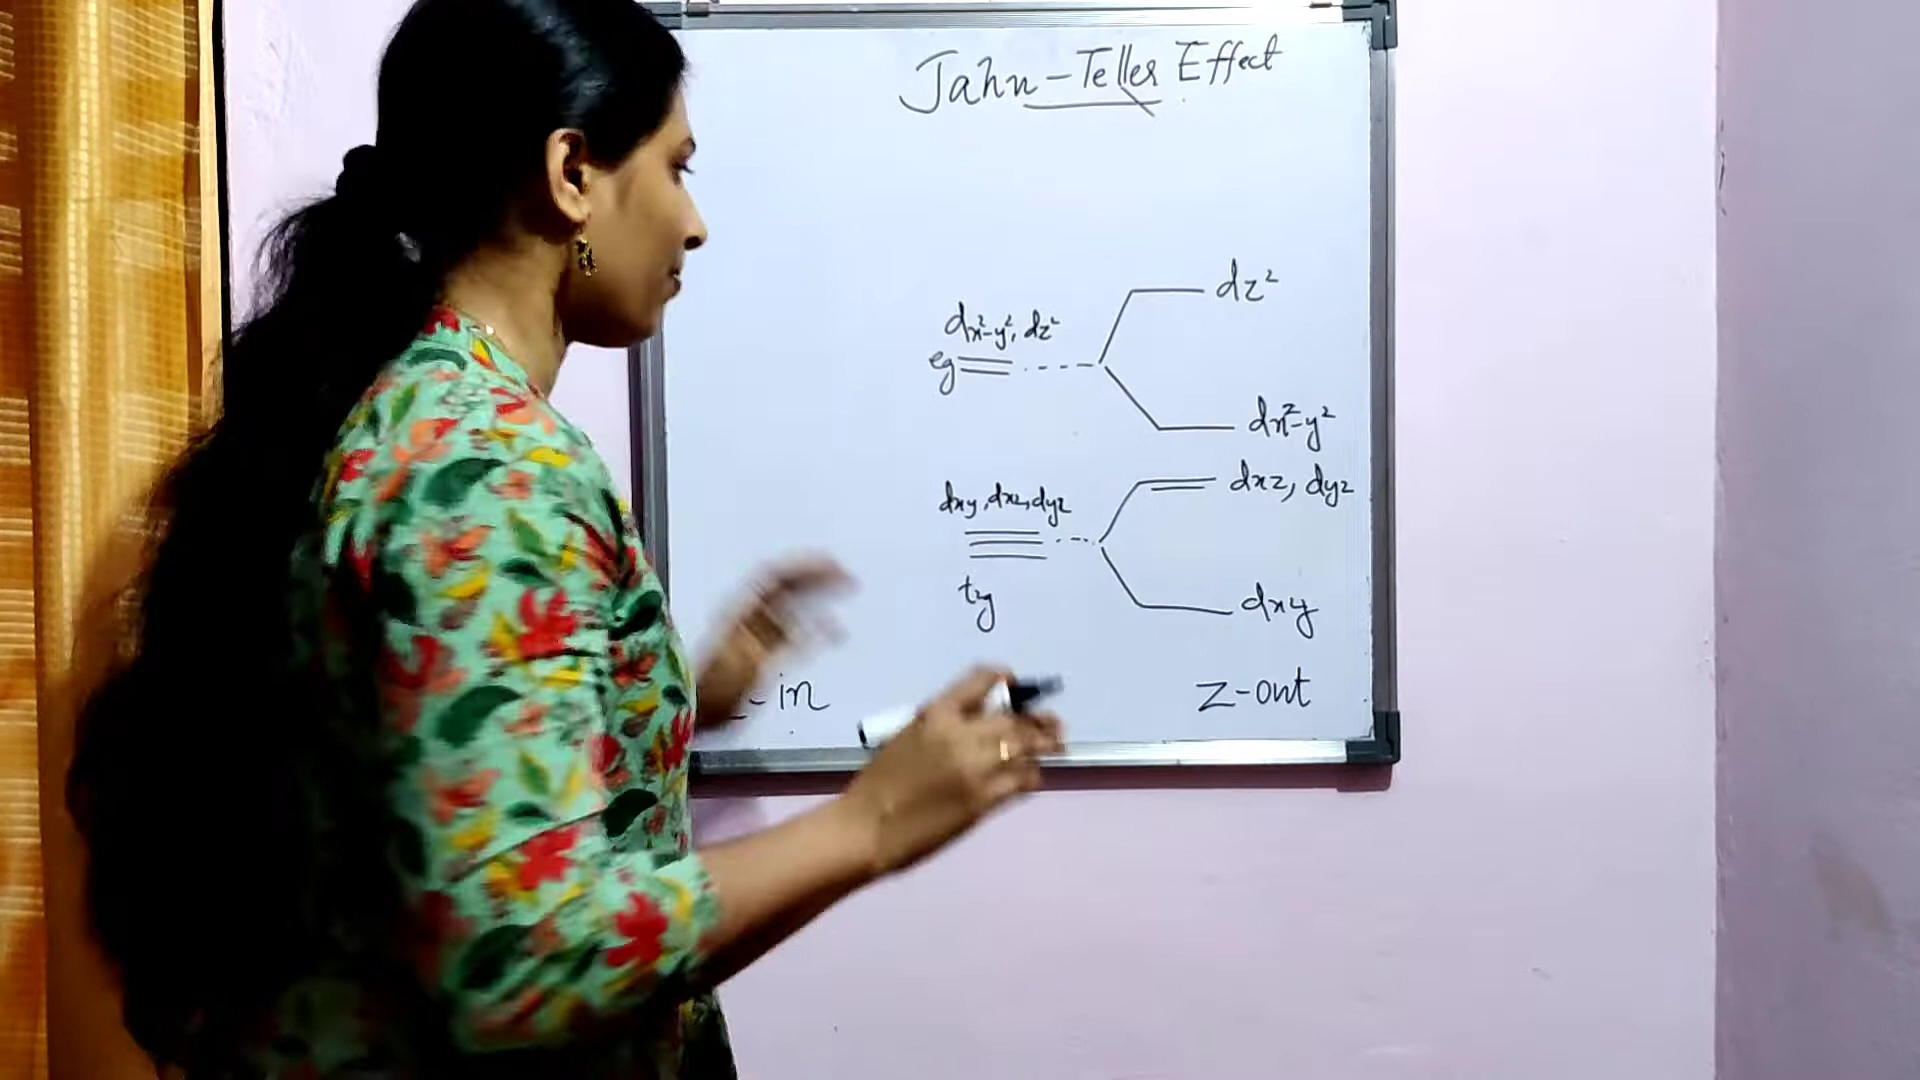 Jahn-Teller Effect
dz²
dx²-y², dz²
eg
dx²-y²
dxz, dyz
dxy, dxz, dyz
t2g
dxy
- in
Z-out